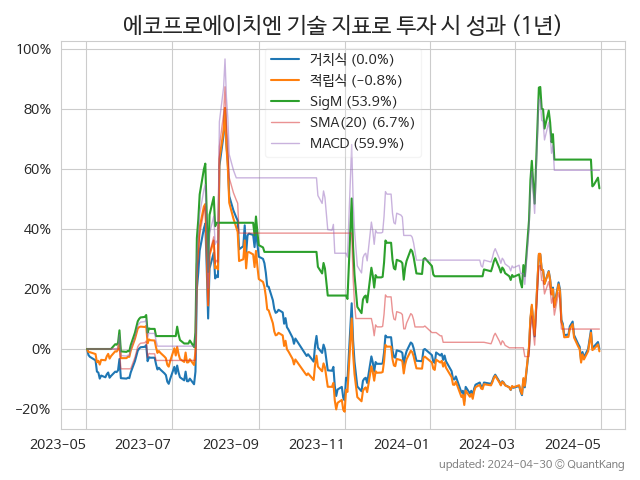 에코프로에이치엔 기술 지표로 투자 시 성과 (1년)
거치식 (0.0%)
적립식 (−0.8%)
SigM (53.9%)
SMA(20) (6.7%)
MACD (59.9%)
100%
80%
60%
40%
20%
0%
−20%
2023-05 2023-07 2023-09 2023-11 2024-01 2024-03 2024-05
updated: 2024-04-30 © QuantKang